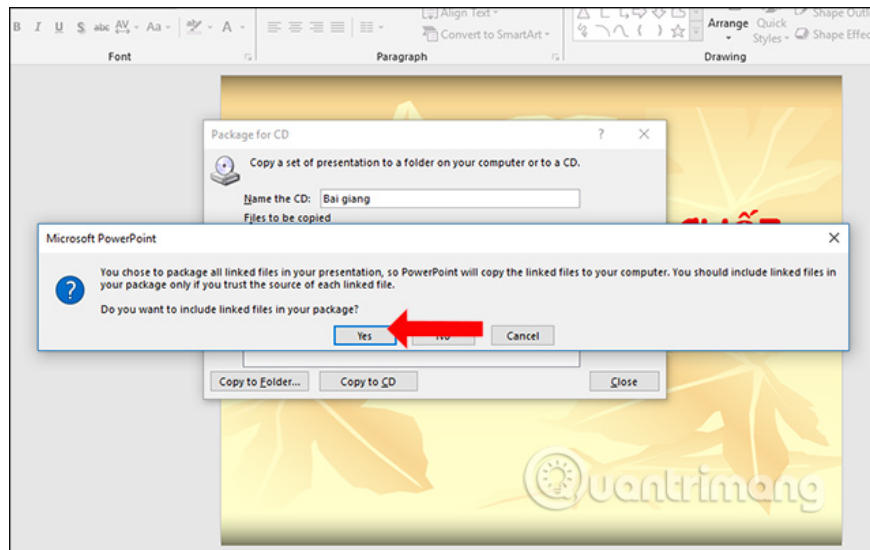 Align Text
Shape Outl
B I U S abc AV Aa A
Convert to SmartArt
Arrange Quick Styles
Shape Effec
Font
Paragraph
Drawing
Package for CD
? X
Copy a set of presentation to a folder on your computer or to a CD.
Name the CD: Bai giang
Files to be copied
Microsoft PowerPoint
You chose to package all linked files in your presentation, so PowerPoint will copy the linked files to your computer. You should include linked files in
your package only if you trust the source of each linked file.
Do you want to include linked files in your package?
Yes No Cancel
Copy to Folder... Copy to CD Close
Quantrimang